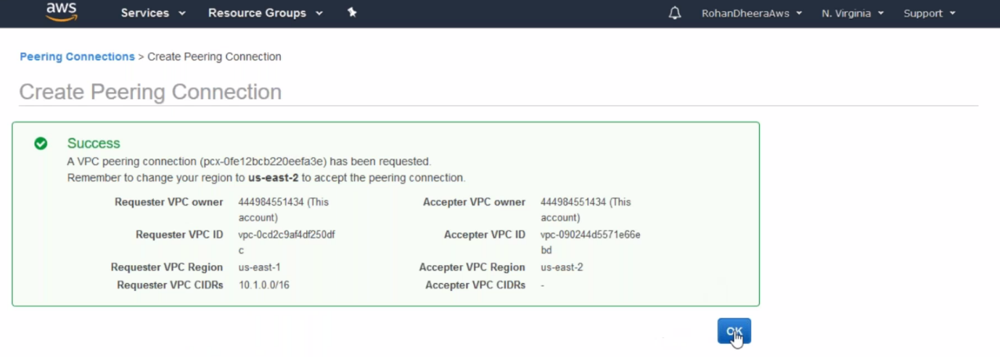 aws Services Resource Groups RohanDheeraAws N. Virginia Support
Peering Connections > Create Peering Connection
Create Peering Connection
Success
A VPC peering connection (pcx-0fe12bcb220eefa3e) has been requested.
Remember to change your region to us-east-2 to accept the peering connection.
Requester VPC owner 444984551434 (This account) Accepter VPC owner 444984551434 (This account)
Requester VPC ID vpc-0cd2c9af4df250df c Accepter VPC ID vpc-090244d5571e66e bd
Requester VPC Region us-east-1 Accepter VPC Region us-east-2
Requester VPC CIDRs 10.1.0.0/16 Accepter VPC CIDRs -
OK